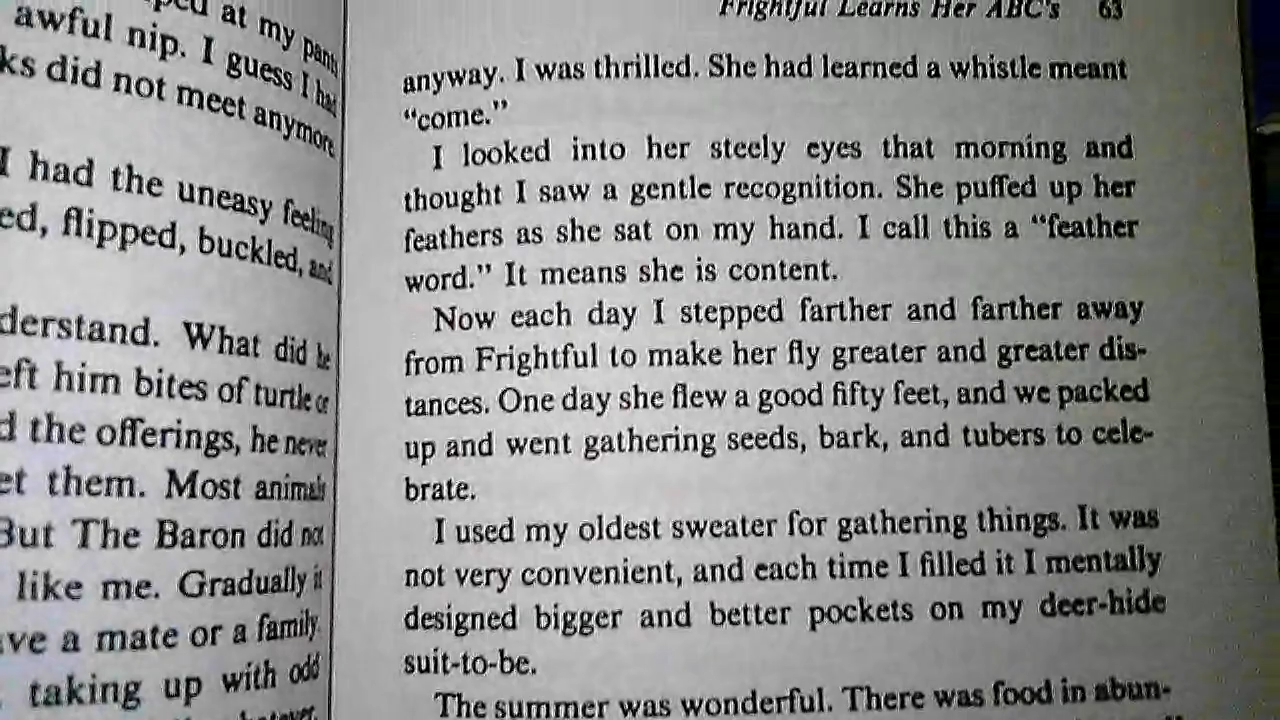 at my pants
awful nip. I guess I had
ks did not meet anymore
I had the uneasy feeling
ed, flipped, buckled, and
derstand. What did he
eft him bites of turtle or
d the offerings, he never
et them. Most animals
But The Baron did not
like me. Gradually it
ve a mate or a family.
taking up with odd
Frightful Learns Her ABC's 63
anyway. I was thrilled. She had learned a whistle meant
“come.”
I looked into her steely eyes that morning and
thought I saw a gentle recognition. She puffed up her
feathers as she sat on my hand. I call this a “feather
word.” It means she is content.
Now each day I stepped farther and farther away
from Frightful to make her fly greater and greater dis-
tances. One day she flew a good fifty feet, and we packed
up and went gathering seeds, bark, and tubers to cele-
brate.
I used my oldest sweater for gathering things. It was
not very convenient, and each time I filled it I mentally
designed bigger and better pockets on my deer-hide
suit-to-be.
The summer was wonderful. There was food in abun-